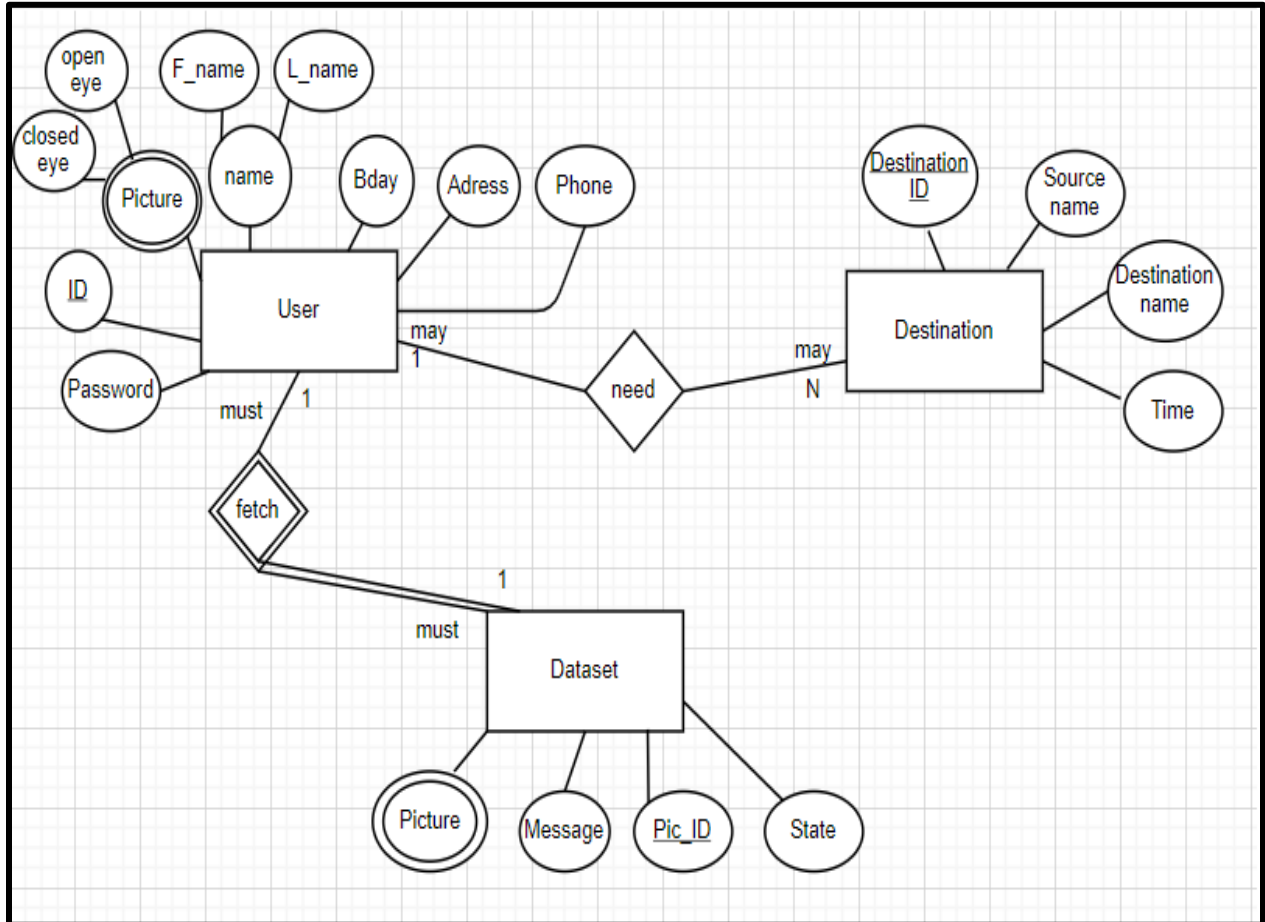 open
eye
F_name
L_name
closed
eye
Picture
name
Bday
Adress
Phone
ID
User
Password
may
1
need
may
N
Destination
ID
Source
name
Destination
name
Destination
Time
must
1
fetch
1
must
Dataset
Picture
Message
Pic_ID
State